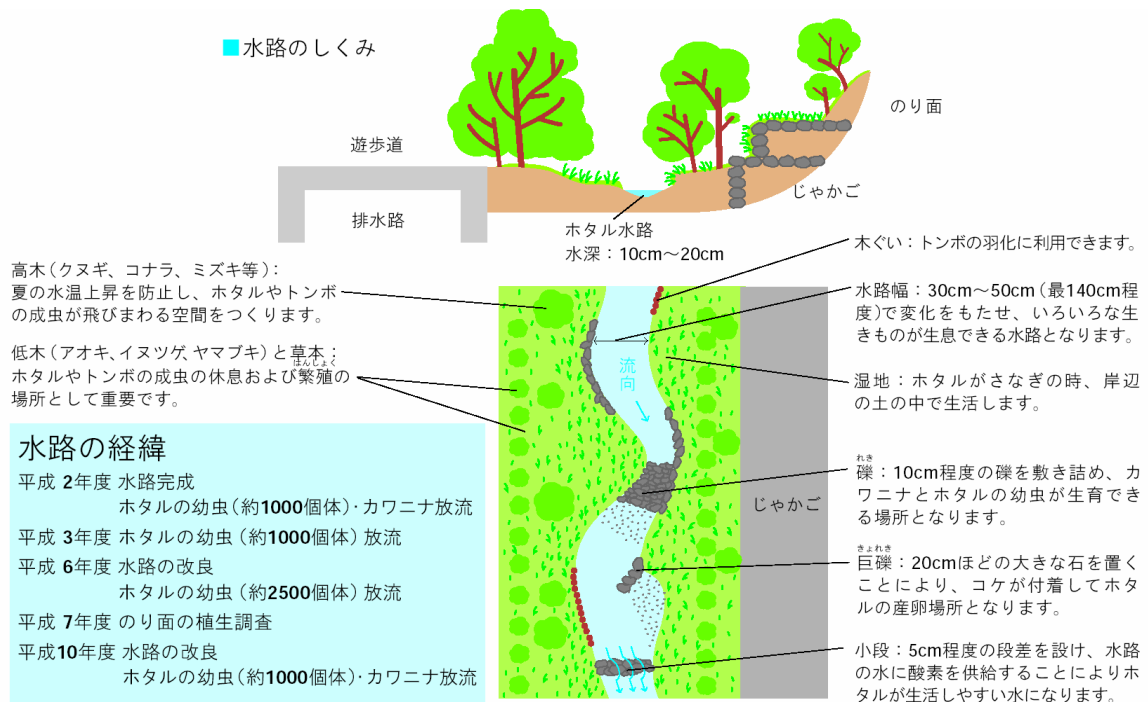 ■水路のしくみ
のり面
遊歩道
じゃかご
排水路
ホタル水路
水深：10cm～20cm
高木（クヌギ、コナラ、ミズキ等）：
夏の水温上昇を防止し、ホタルやトンボ
の成虫が飛びまわる空間をつくります。
低木（アオキ、イヌツゲ、ヤマブキ）と草本：
はんしょく
ホタルやトンボの成虫の休息および繁殖の
場所として重要です。
水路の経緯
平成 2年度 水路完成
ホタルの幼虫（約1000個体）・カワニナ放流
平成 3年度 ホタルの幼虫（約1000個体）放流
平成 6年度 水路の改良
ホタルの幼虫（約2500個体）放流
平成 7年度 のり面の植生調査
平成10年度 水路の改良
ホタルの幼虫（約1000個体）・カワニナ放流
流向
じゃかご
木ぐい：トンボの羽化に利用できます。
水路幅：30cm～50cm（最140cm程
度）で変化をもたせ、いろいろな生
きものが生息できる水路となります。
湿地：ホタルがさなぎの時、岸辺
の土の中で生活します。
れき
礫：10cm程度の礫を敷き詰め、カ
ワニナとホタルの幼虫が生育でき
る場所となります。
きょれき
巨礫：20cmほどの大きな石を置く
ことにより、コケが付着してホタ
ルの産卵場所となります。
小段：5cm程度の段差を設け、水路
の水に酸素を供給することによりホ
タルが生活しやすい水になります。